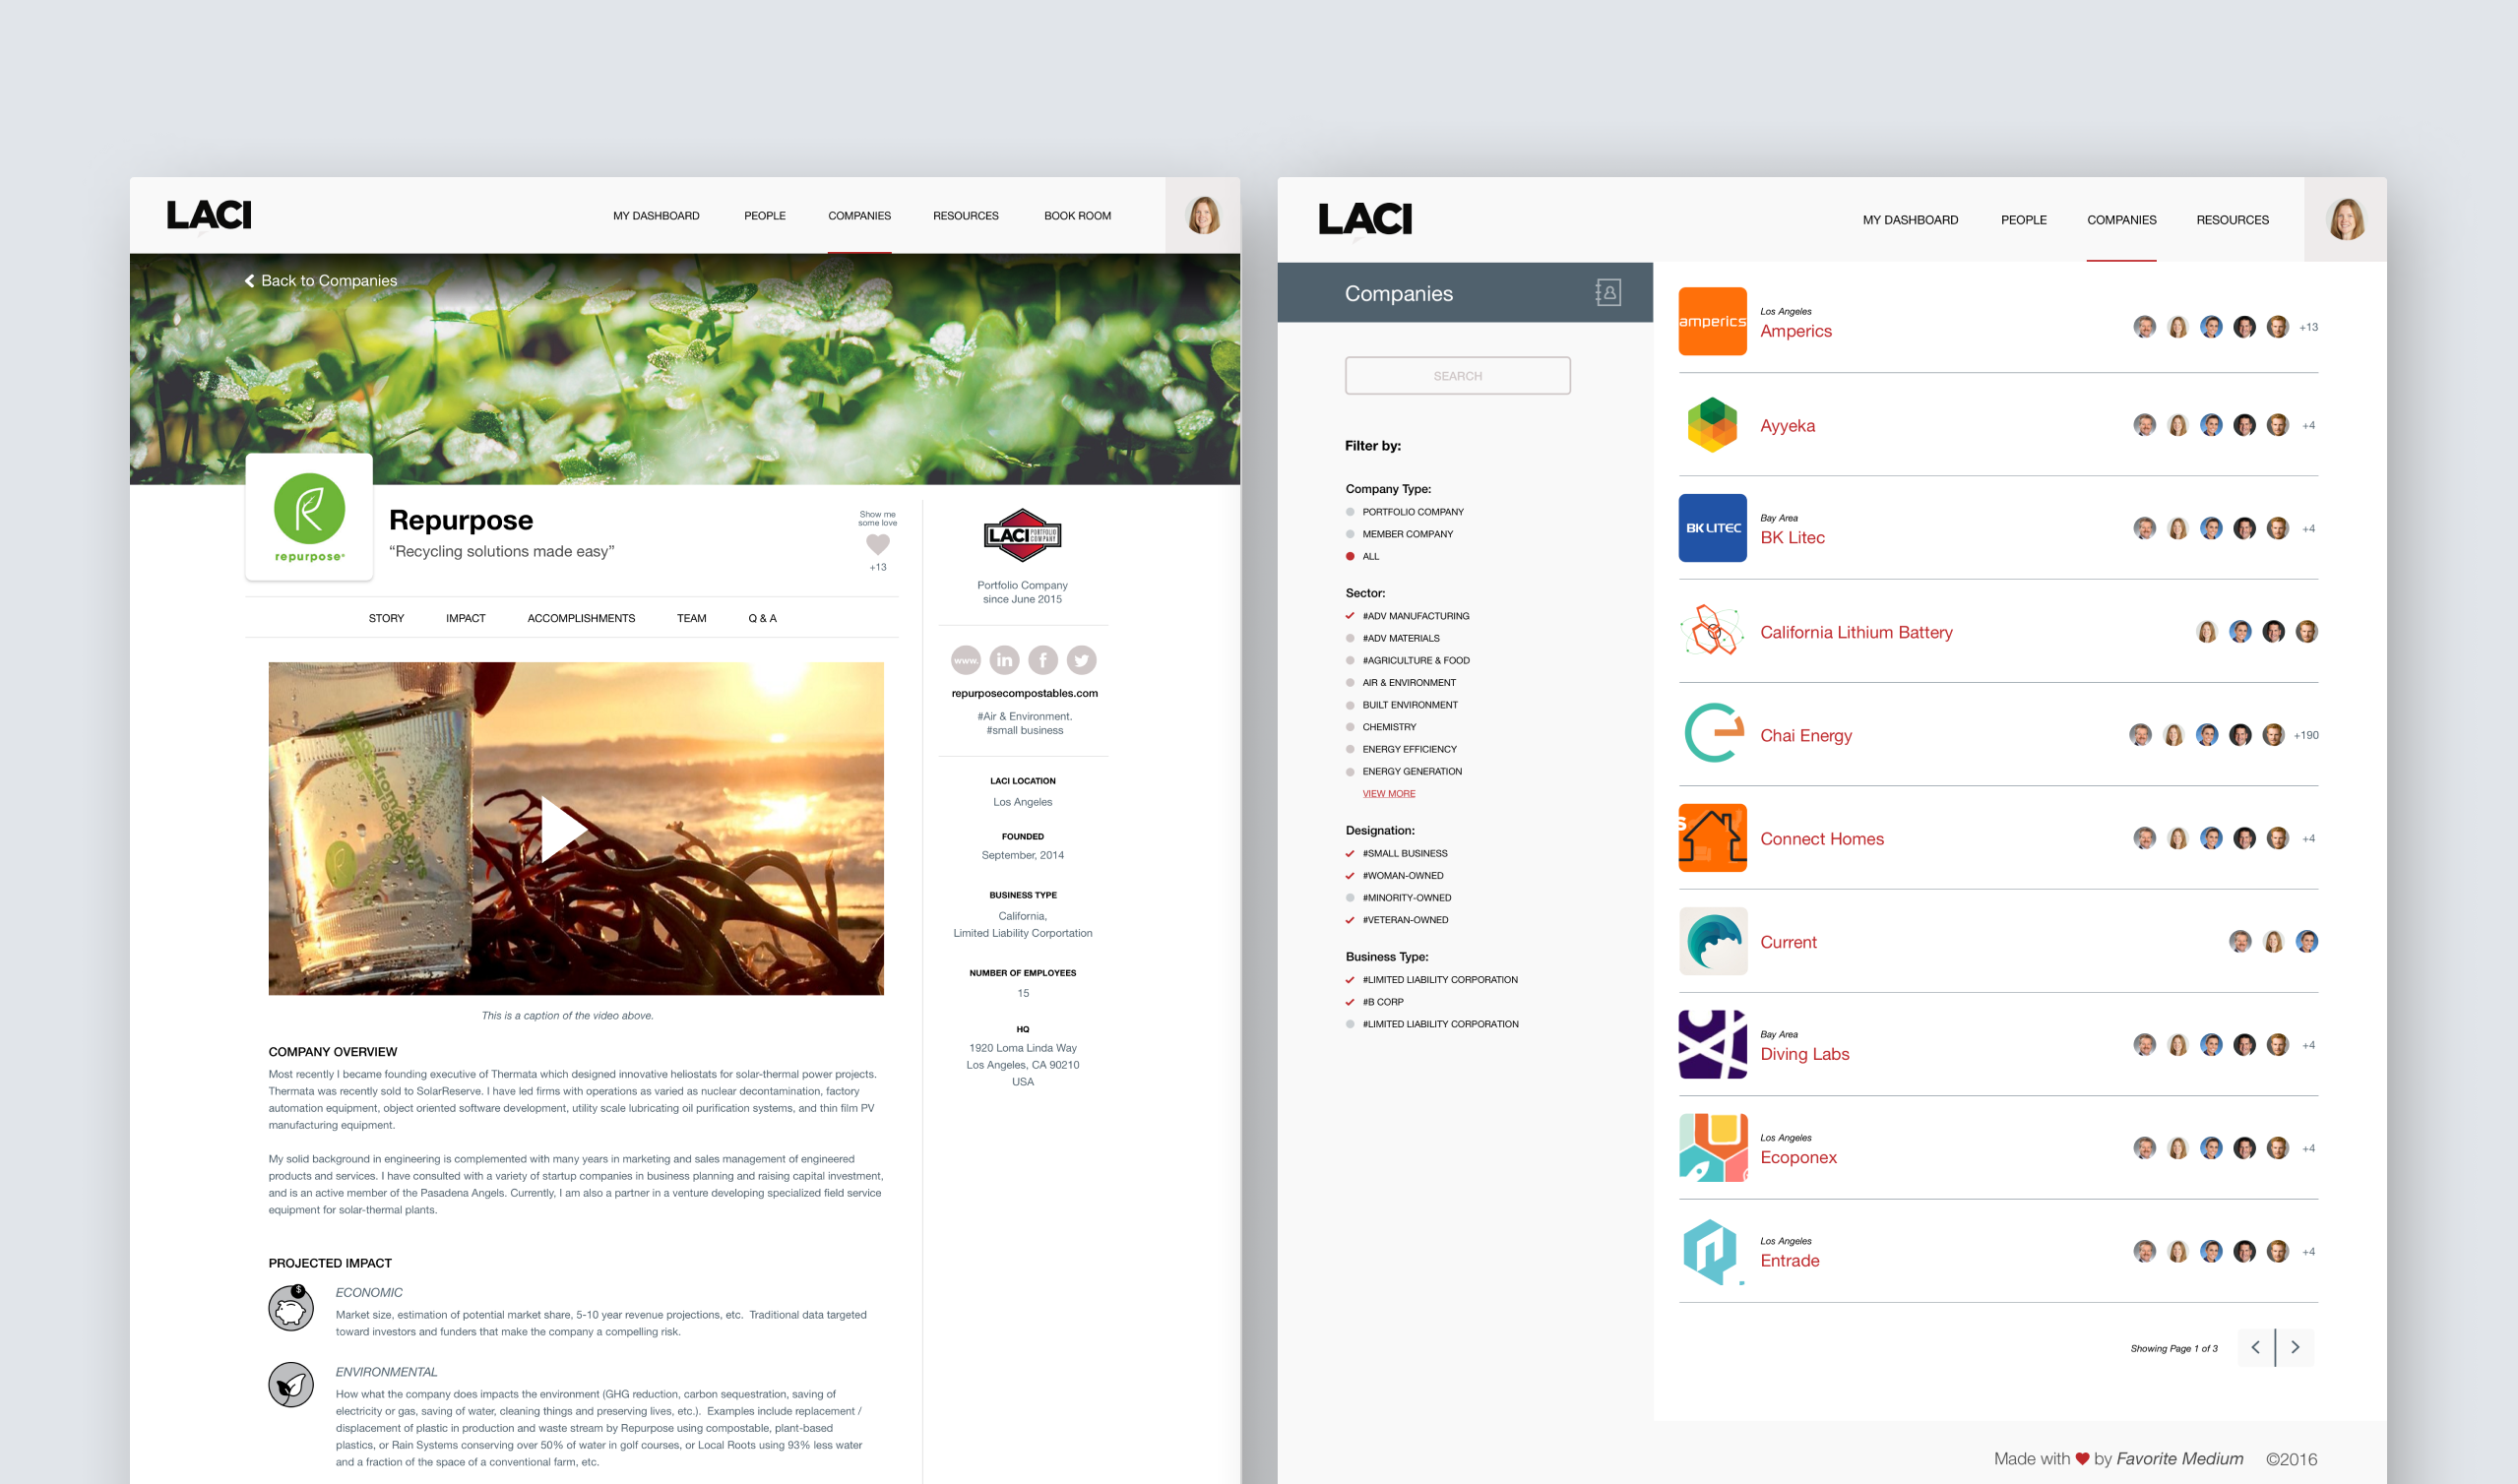 LACI
MY DASHBOARD
PEOPLE
COMPANIES
RESOURCES
BOOK ROOM
Back to Companies
repurpose
Repurpose
“Recycling solutions made easy”
Show me
some love
+13
STORY
IMPACT
ACCOMPLISHMENTS
TEAM
Q & A
This is a caption of the video above.
COMPANY OVERVIEW
Most recently I became founding executive of Thermata which designed innovative heliostats for solar-thermal power projects.
Thermata was recently sold to SolarReserve. I have led firms with operations as varied as nuclear decontamination, factory
automation equipment, object oriented software development, utility scale lubricating oil purification systems, and thin film PV
manufacturing equipment.
My solid background in engineering is complemented with many years in marketing and sales management of engineered
products and services. I have consulted with a variety of startup companies in business planning and raising capital investment,
and is an active member of the Pasadena Angels. Currently, I am also a partner in a venture developing specialized field service
equipment for solar-thermal plants.
PROJECTED IMPACT
$
ECONOMIC
Market size, estimation of potential market share, 5-10 year revenue projections, etc. Traditional data targeted
toward investors and funders that make the company a compelling risk.
ENVIRONMENTAL
How what the company does impacts the environment (GHG reduction, carbon sequestration, saving of
electricity or gas, saving of water, cleaning things and preserving lives, etc.). Examples include replacement /
displacement of plastic in production and waste stream by Repurpose using compostable, plant-based
plastics, or Rain Systems conserving over 50% of water in golf courses, or Local Roots using 93% less water
and a fraction of the space of a conventional farm, etc.
LACI PORTFOLIO
COMPANY
Portfolio Company
since June 2015
www.
in
f
repurposecompostables.com
#Air & Environment.
#small business
LACI LOCATION
Los Angeles
FOUNDED
September, 2014
BUSINESS TYPE
California,
Limited Liability Corportation
NUMBER OF EMPLOYEES
15
HQ
1920 Loma Linda Way
Los Angeles, CA 90210
USA
LACI
MY DASHBOARD
PEOPLE
COMPANIES
RESOURCES
Companies
SEARCH
Filter by:
Company Type:
PORTFOLIO COMPANY
MEMBER COMPANY
ALL
Sector:
#ADV MANUFACTURING
#ADV MATERIALS
#AGRICULTURE & FOOD
AIR & ENVIRONMENT
BUILT ENVIRONMENT
CHEMISTRY
ENERGY EFFICIENCY
ENERGY GENERATION
VIEW MORE
Designation:
#SMALL BUSINESS
#WOMAN-OWNED
#MINORITY-OWNED
#VETERAN-OWNED
Business Type:
#LIMITED LIABILITY CORPORATION
#B CORP
#LIMITED LIABILITY CORPORATION
amperics
Los Angeles
Amperics
+13
Ayyeka
+4
BK LITEC
Bay Area
BK Litec
+4
California Lithium Battery
Chai Energy
+190
s
Connect Homes
+4
Current
Bay Area
Diving Labs
+4
Los Angeles
Ecoponex
+4
Los Angeles
Entrade
+4
Showing Page 1 of 3
Made with ♥ by Favorite Medium ©2016